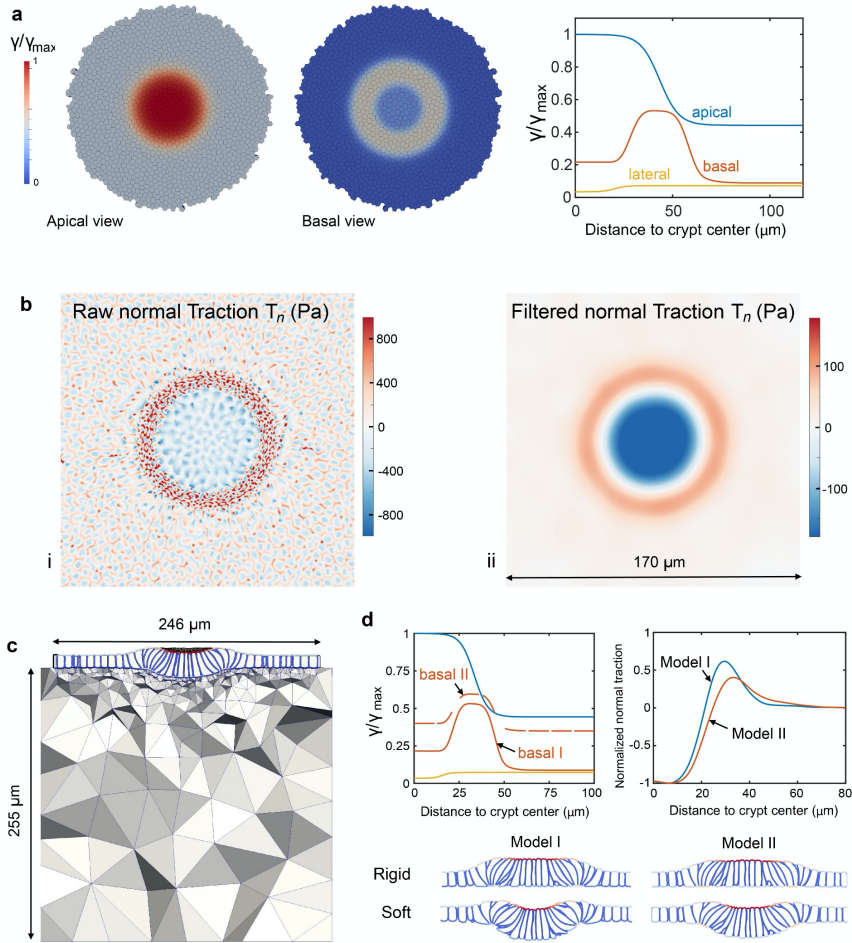 a
γ/γmax
1
0
Apical view
Basal view
1
0.8
0.6
0.4
0.2
0
γ/γmax
apical
basal
lateral
0
50
100
Distance to crypt center (μm)
b
Raw normal Traction Tn (Pa)
800
400
0
-400
-800
i
Filtered normal Traction Tn (Pa)
100
0
-100
ii
170 μm
c
246 μm
255 μm
d
1
0.75
0.5
0.25
0
γ/γmax
basal II
basal I
0
25
50
75
100
Distance to crypt center (μm)
1
0.5
0
-0.5
-1
Normalized normal traction
Model I
Model II
0
20
40
60
80
Distance to crypt center (μm)
Model I
Model II
Rigid
Soft